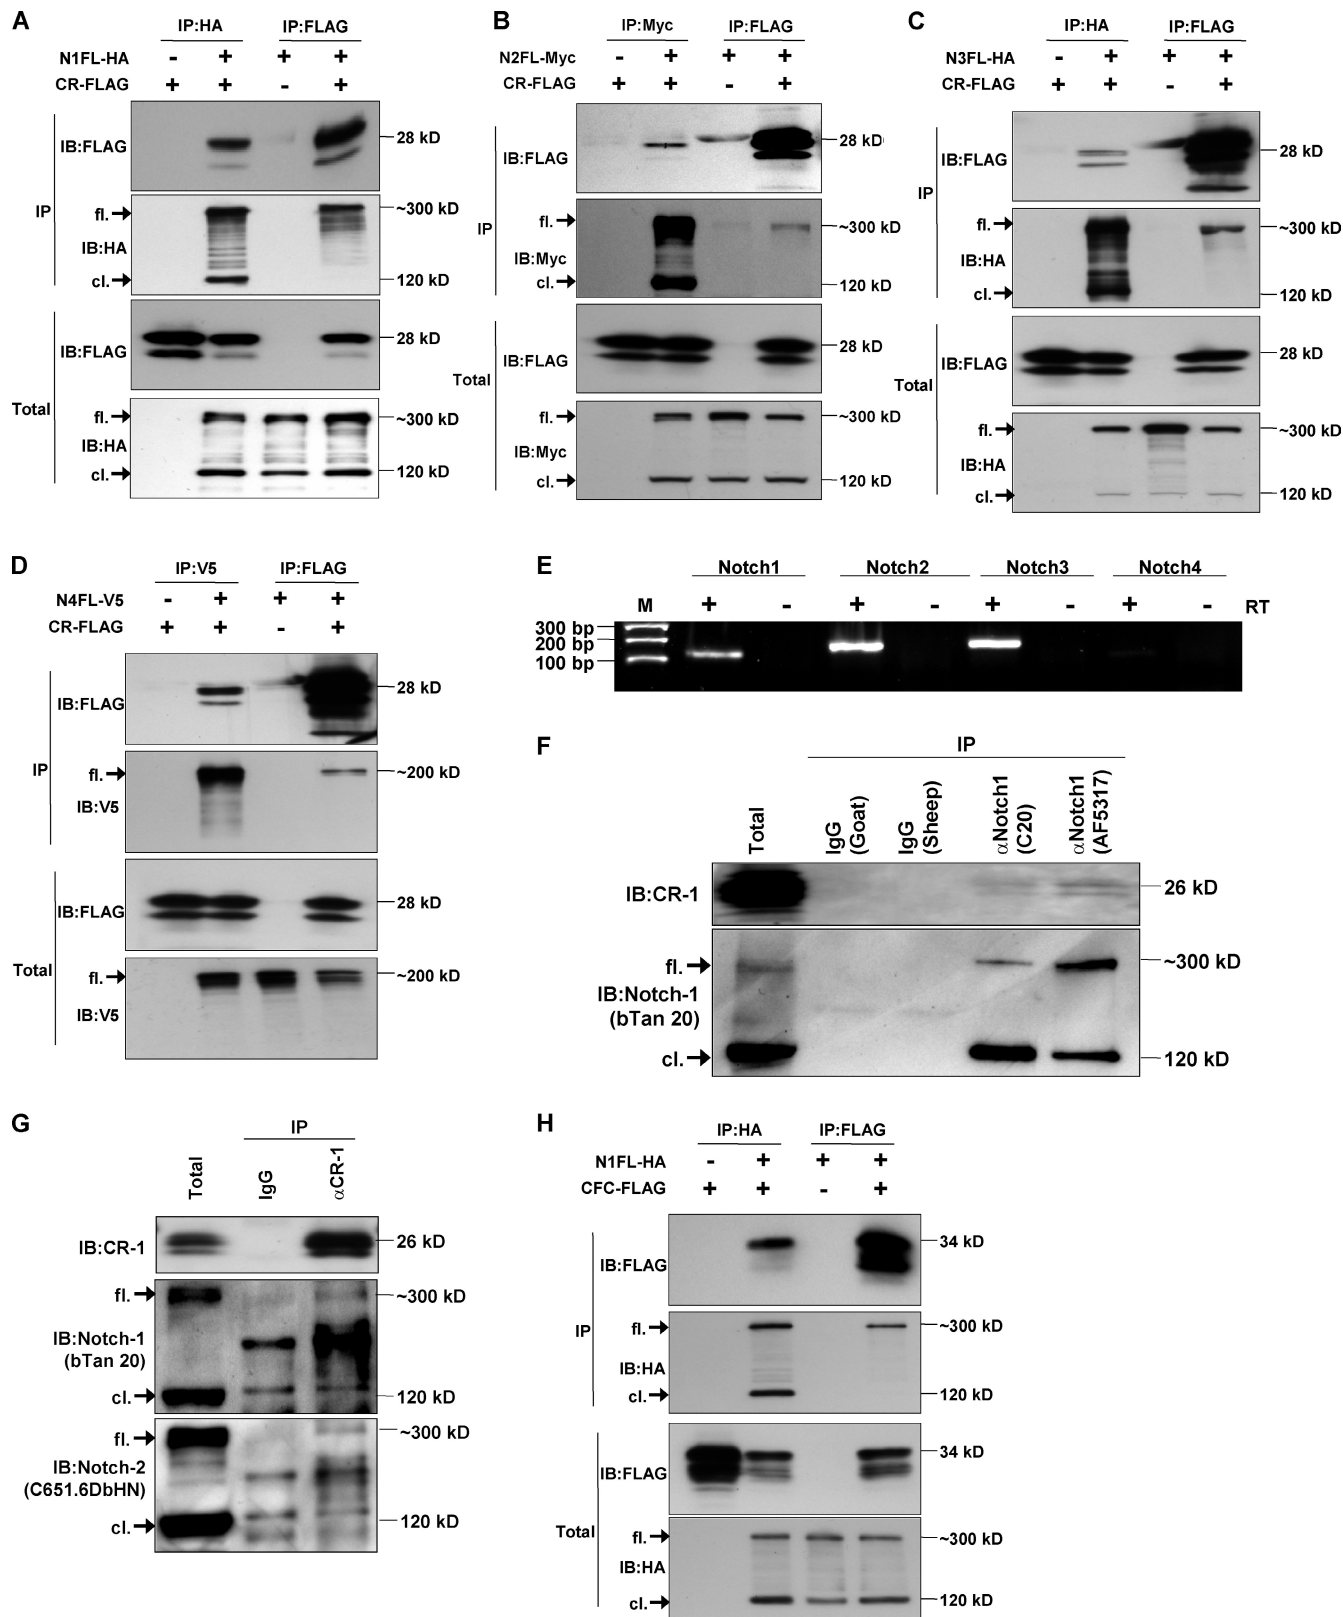 A
IP:HA IP:FLAG
N1FL-HA - + + +
CR-FLAG + + - +
IP
IB:FLAG 28 kD
fl. ~300 kD
IB:HA
cl. 120 kD
Total
IB:FLAG 28 kD
fl. ~300 kD
IB:HA
cl. 120 kD
B
IP:Myc IP:FLAG
N2FL-Myc - + + +
CR-FLAG + + - +
IP
IB:FLAG 28 kD
fl. ~300 kD
IB:Myc
cl. 120 kD
Total
IB:FLAG 28 kD
fl. ~300 kD
IB:Myc
cl. 120 kD
C
IP:HA IP:FLAG
N3FL-HA - + + +
CR-FLAG + + - +
IP
IB:FLAG 28 kD
fl. ~300 kD
IB:HA
cl. 120 kD
Total
IB:FLAG 28 kD
fl. ~300 kD
IB:HA
cl. 120 kD
D
IP:V5 IP:FLAG
N4FL-V5 - + + +
CR-FLAG + + - +
IP
IB:FLAG 28 kD
fl. ~200 kD
IB:V5
Total
IB:FLAG 28 kD
fl. ~200 kD
IB:V5
E
Notch1 Notch2 Notch3 Notch4
M + - + - + - + - RT
300 bp
200 bp
100 bp
F
IP
Total
IgG (Goat)
IgG (Sheep)
αNotch1 (C20)
αNotch1 (AF5317)
IB:CR-1 26 kD
fl. ~300 kD
IB:Notch-1
(bTan 20)
cl. 120 kD
G
IP
Total
IgG
αCR-1
IB:CR-1 26 kD
fl. ~300 kD
IB:Notch-1
(bTan 20)
cl. 120 kD
fl. ~300 kD
IB:Notch-2
(C651.6DbHN)
cl. 120 kD
H
IP:HA IP:FLAG
N1FL-HA - + + +
CFC-FLAG + + - +
IP
IB:FLAG 34 kD
fl. ~300 kD
IB:HA
cl. 120 kD
Total
IB:FLAG 34 kD
fl. ~300 kD
IB:HA
cl. 120 kD